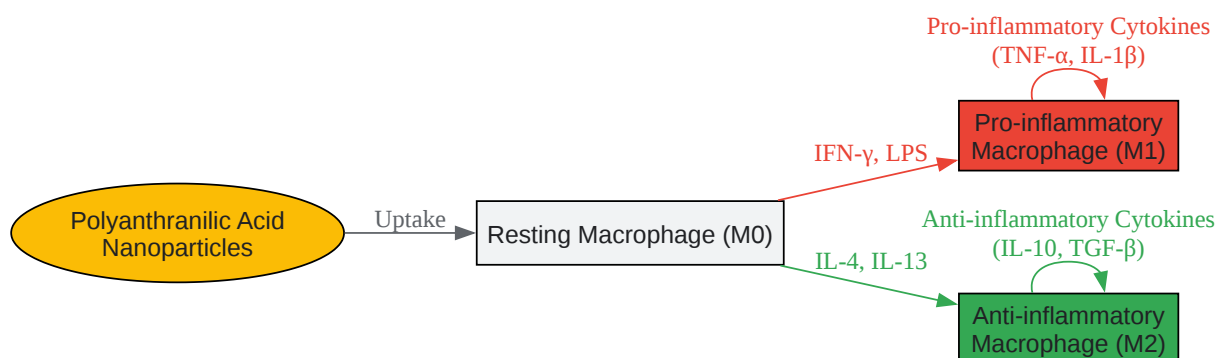 Pro-inflammatory Cytokines
(TNF-α, IL-1β)
Pro-inflammatory
Macrophage (M1)
IFN-γ, LPS
Polyanthranilic Acid
Nanoparticles
Uptake
Resting Macrophage (M0)
Anti-inflammatory Cytokines
(IL-10, TGF-β)
IL-4, IL-13
Anti-inflammatory
Macrophage (M2)